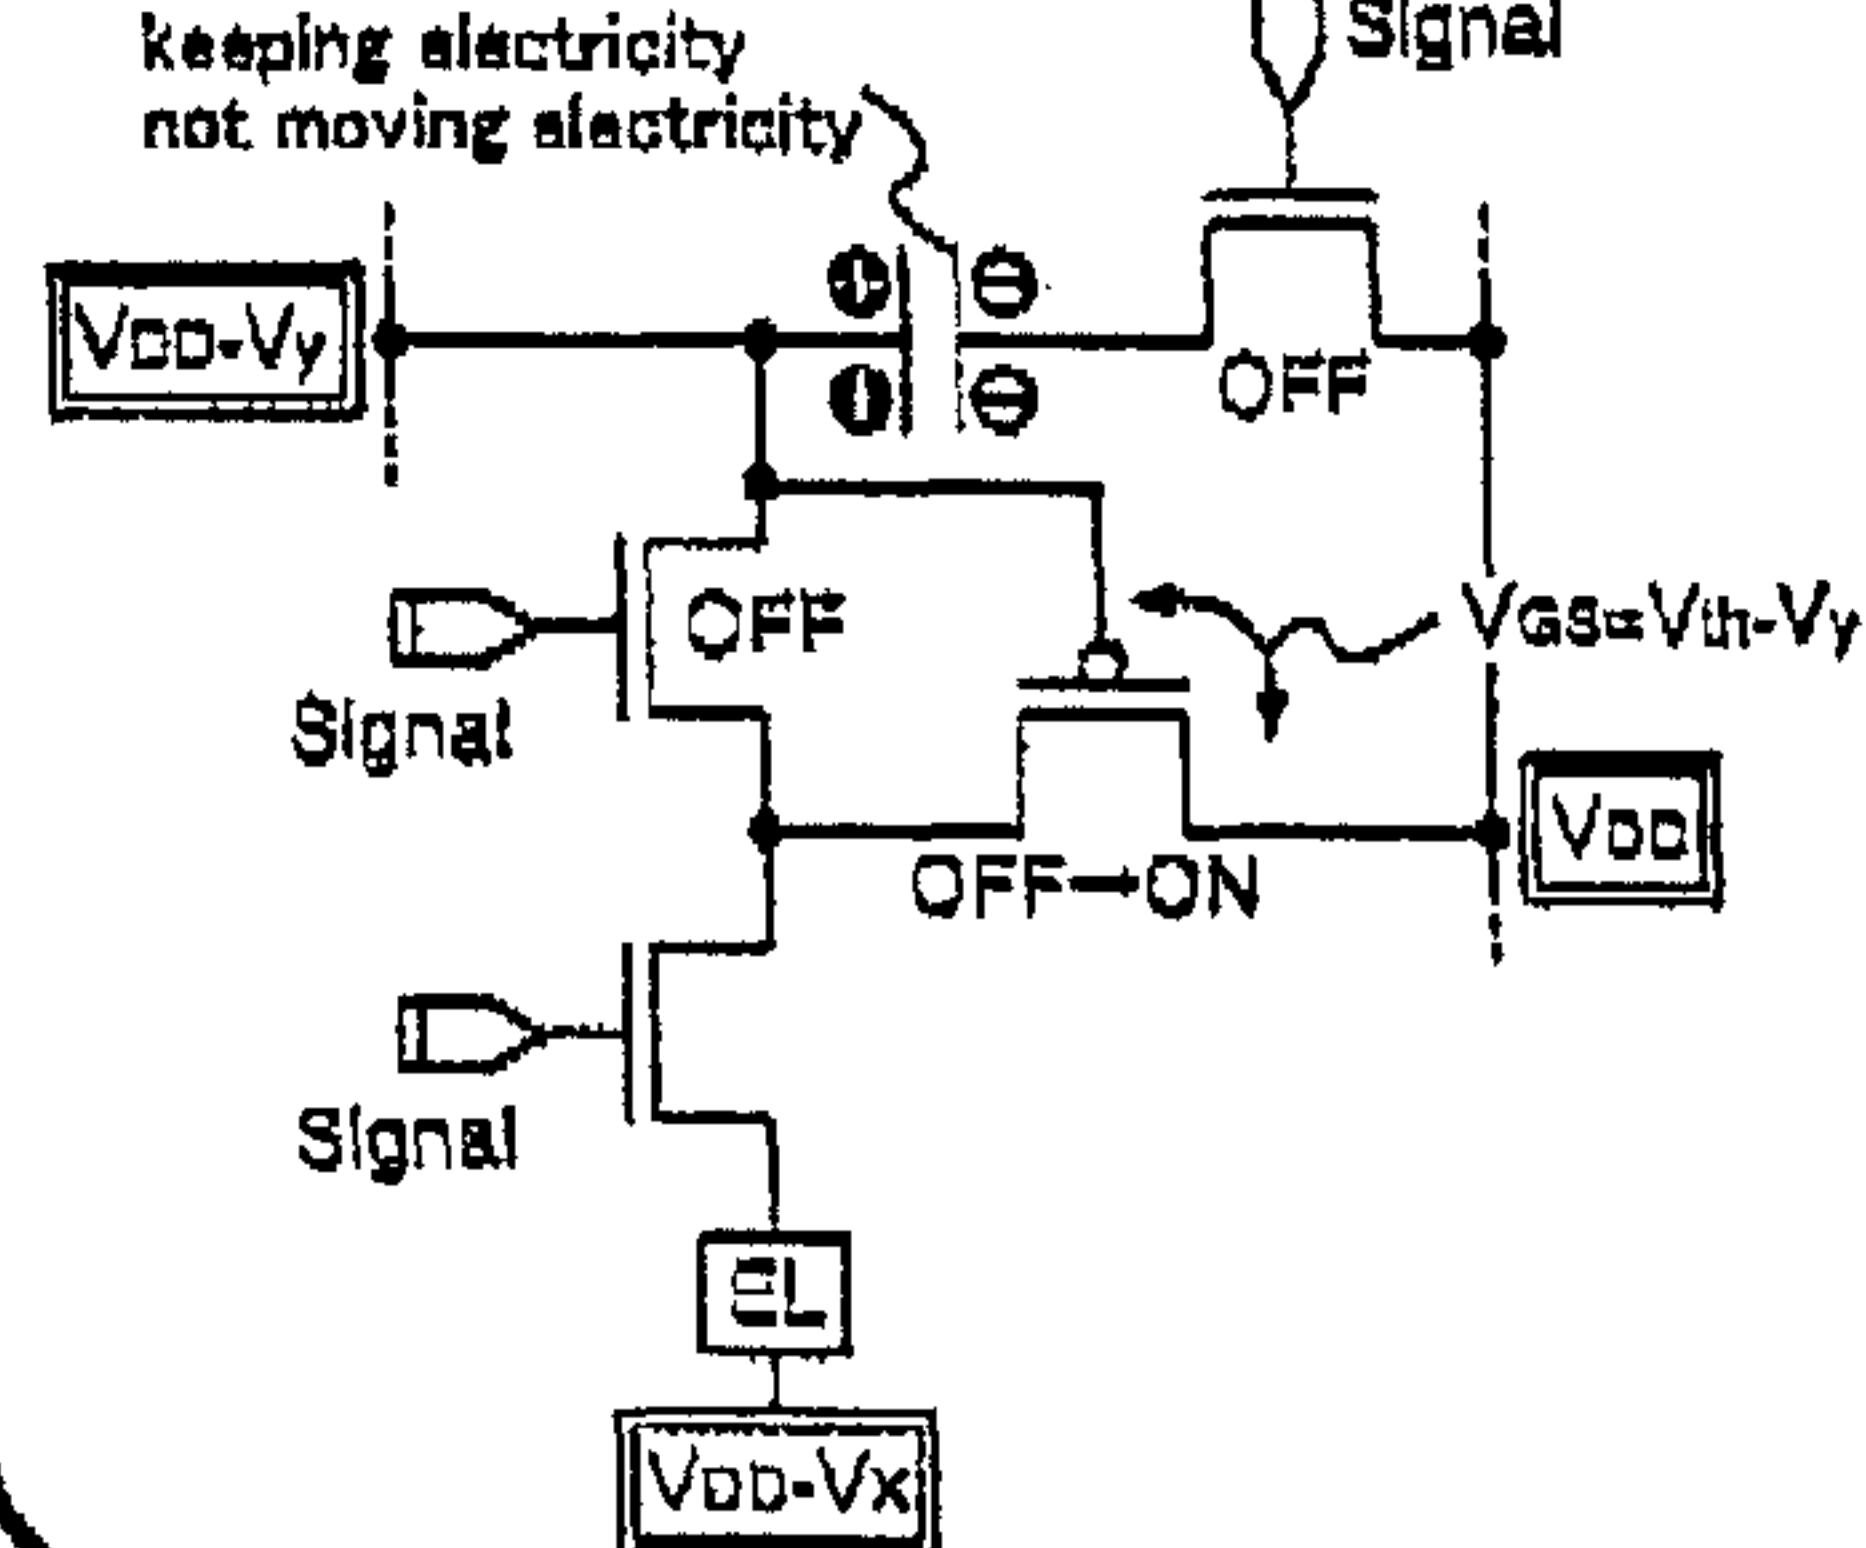 keeping electricity
not moving electricity
Signal
VDD-Vy
OFF
OFF
Signal
VGS=Vth-Vy
VDD
OFF→ON
Signal
EL
VDD-Vx